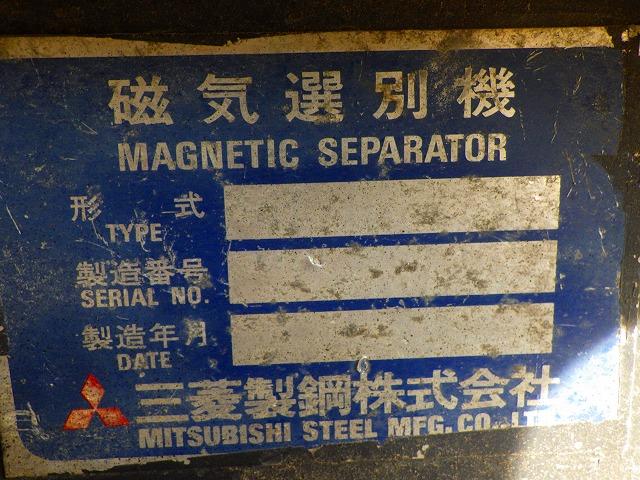 磁気選別機
MAGNETIC SEPARATOR
形式
TYPE
製造番号
SERIAL NO.
製造年月
DATE
三菱製鋼株式会社
MITSUBISHI STEEL MFG. CO.,